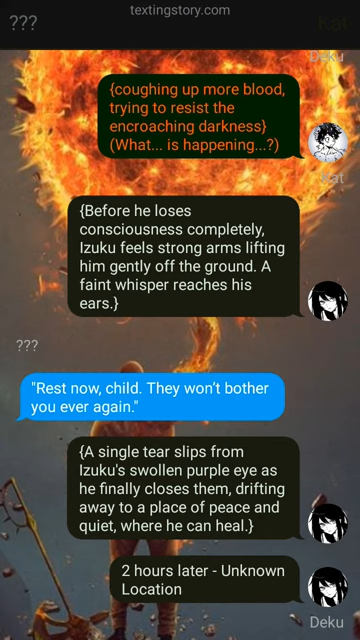 textingstory.com
???
Kat
Deku
{coughing up more blood,
trying to resist the
encroaching darkness}
(What... is happening...?)
Kat
{Before he loses
consciousness completely,
Izuku feels strong arms lifting
him gently off the ground. A
faint whisper reaches his
ears.}
???
"Rest now, child. They won't bother
you ever again."
{A single tear slips from
Izuku's swollen purple eye as
he finally closes them, drifting
away to a place of peace and
quiet, where he can heal.}
2 hours later - Unknown
Location
Deku